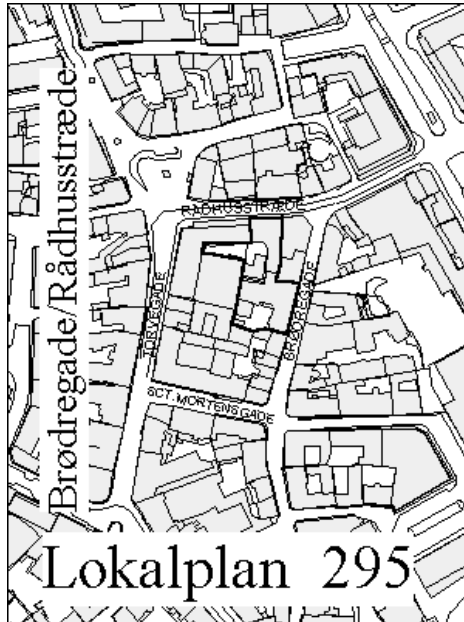 Brødregade/Rådhusstræde
RÅDHUSSTRÆDE
TORVEGADE
BRØDREGADE
SCT. MORTENSGADE
Lokalplan 295